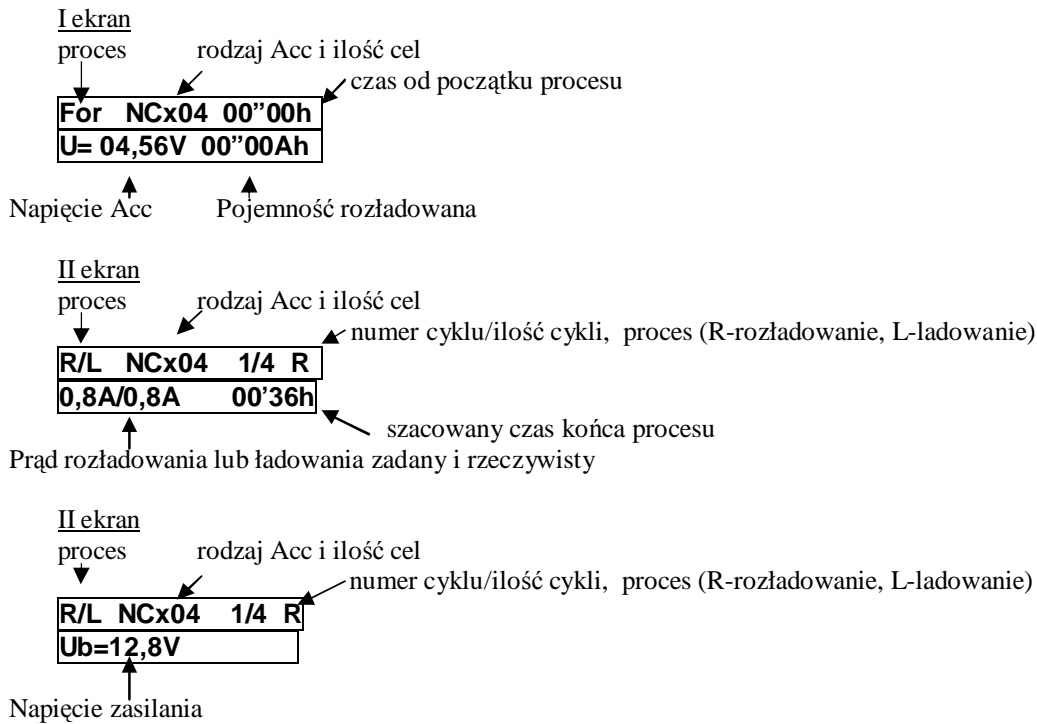 I ekran
proces rodzaj Acc i ilość cel
czas od początku procesu
For NCx04 00”00h
U= 04,56V 00”00Ah
Napięcie Acc Pojemność rozładowana
II ekran
proces rodzaj Acc i ilość cel
numer cyklu/ilość cykli, proces (R-rozładowanie, L-ladowanie)
R/L NCx04 1/4 R
0,8A/0,8A 00’36h
szacowany czas końca procesu
Prąd rozładowania lub ładowania zadany i rzeczywisty
II ekran
proces rodzaj Acc i ilość cel
numer cyklu/ilość cykli, proces (R-rozładowanie, L-ladowanie)
R/L NCx04 1/4 R
Ub=12,8V
Napięcie zasilania